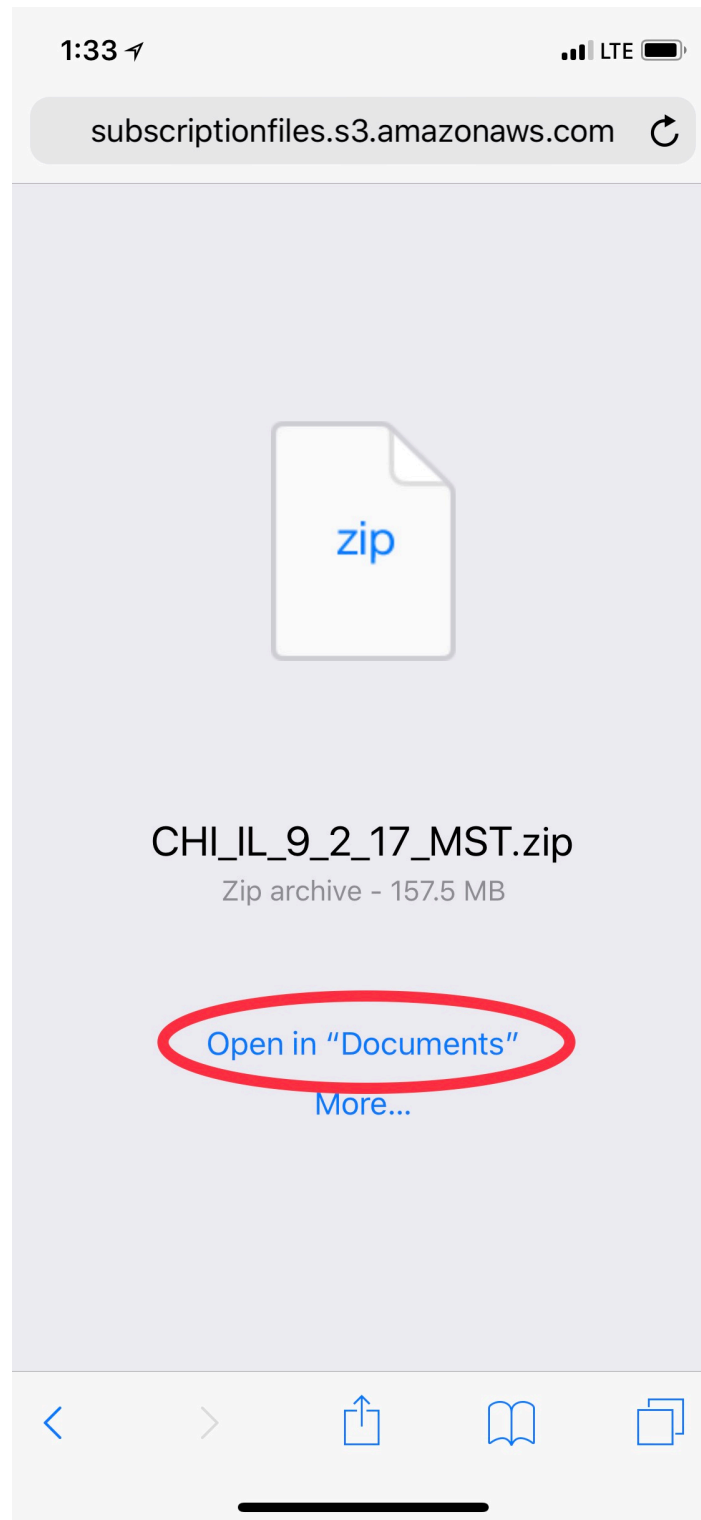 1:33
LTE
subscriptionfiles.s3.amazonaws.com
zip
CHI_IL_9_2_17_MST.zip
Zip archive - 157.5 MB
Open in “Documents”
More...